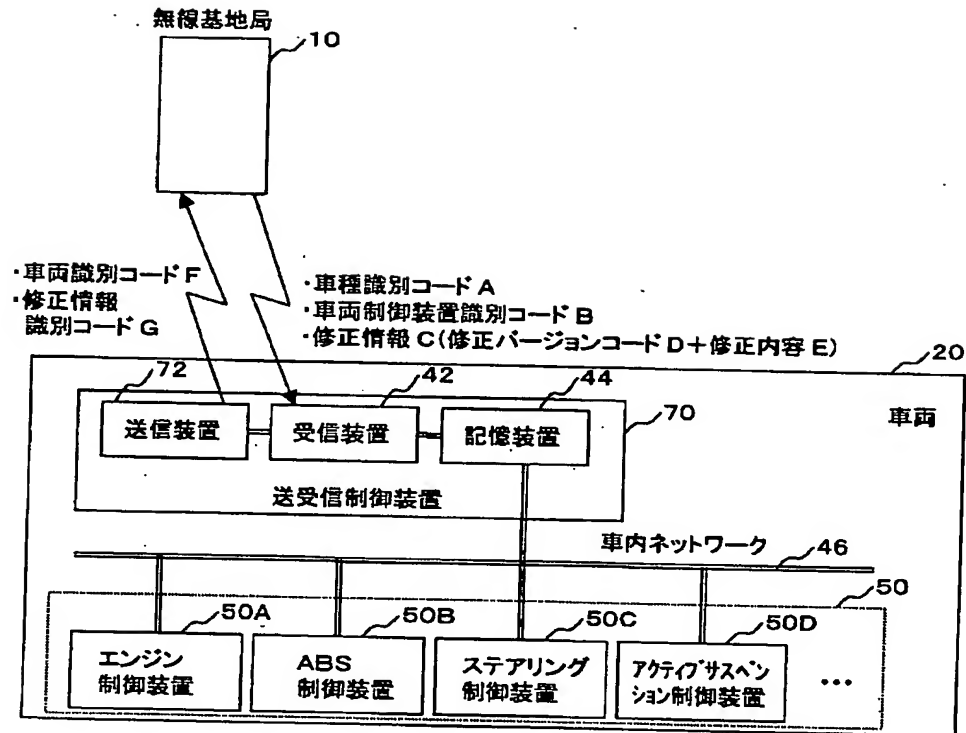 無線基地局
10
・車両識別コードF
・修正情報
識別コードG
・車種識別コードA
・車両制御装置識別コードB
・修正情報C(修正バージョンコードD+修正内容E)
20
車両
72
42
44
70
送信装置
受信装置
記憶装置
送受信制御装置
車内ネットワーク
46
50
50A
50B
50C
50D
エンジン
制御装置
ABS
制御装置
ステアリング
制御装置
アクティブサスペン
ション制御装置
…